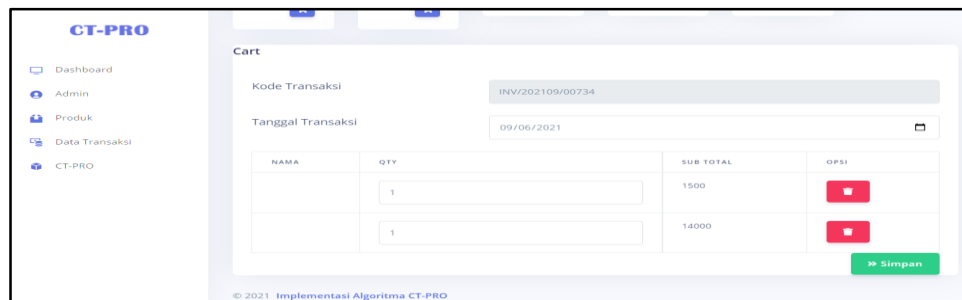 CT-PRO
Dashboard
Admin
Produk
Data Transaksi
CT-PRO
Cart
Kode Transaksi INV/202109/00734
Tanggal Transaksi 09/06/2021
NAMA QTY SUB TOTAL OPSI
1 1500
1 14000
» Simpan
© 2021 Implementasi Algoritma CT-PRO